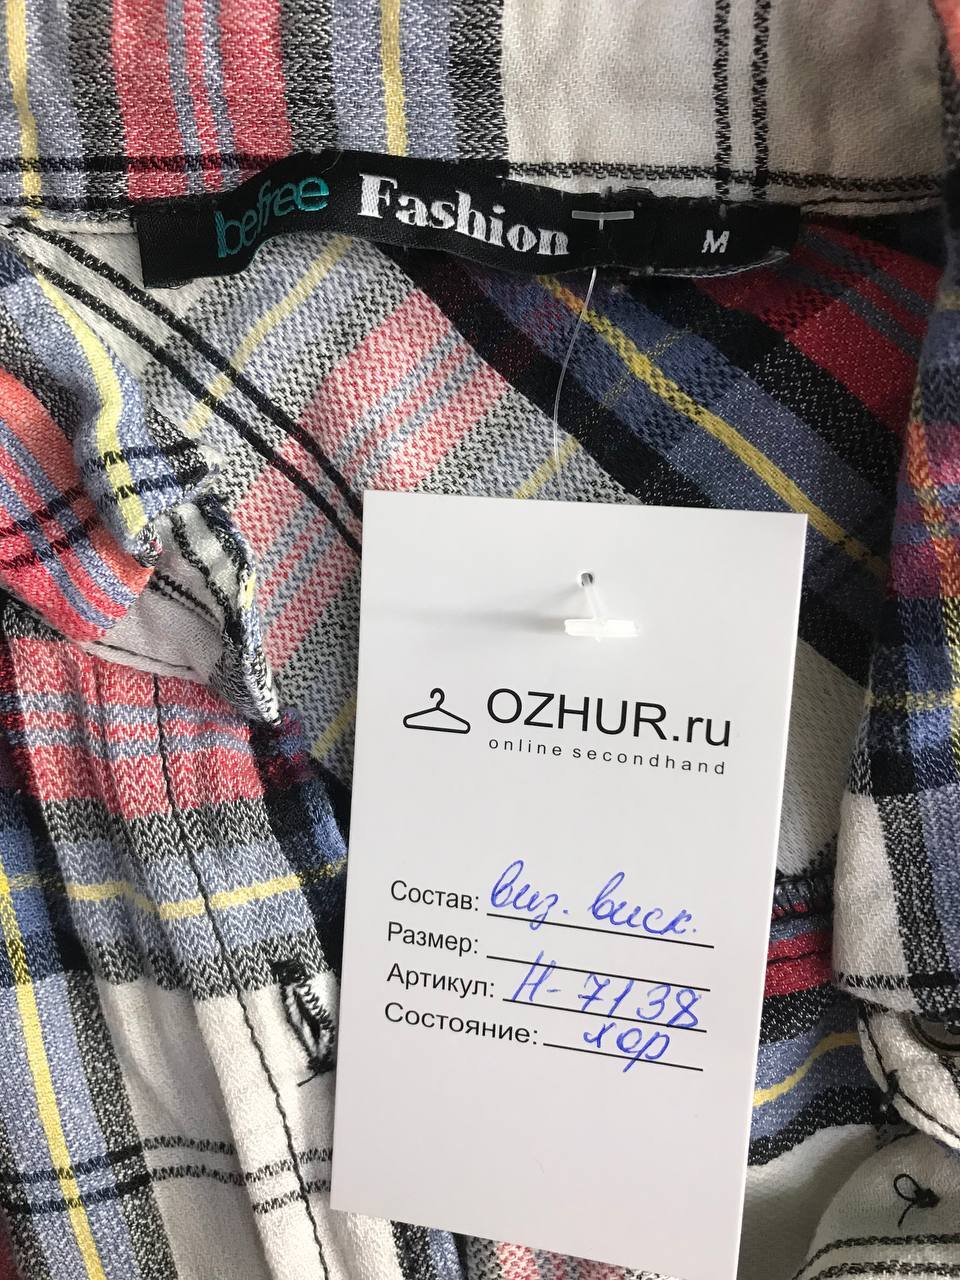 befree Fashion M
OZHUR.ru
online secondhand
Состав: виз. виск.
Размер:
Артикул: Н-7138
Состояние: хор